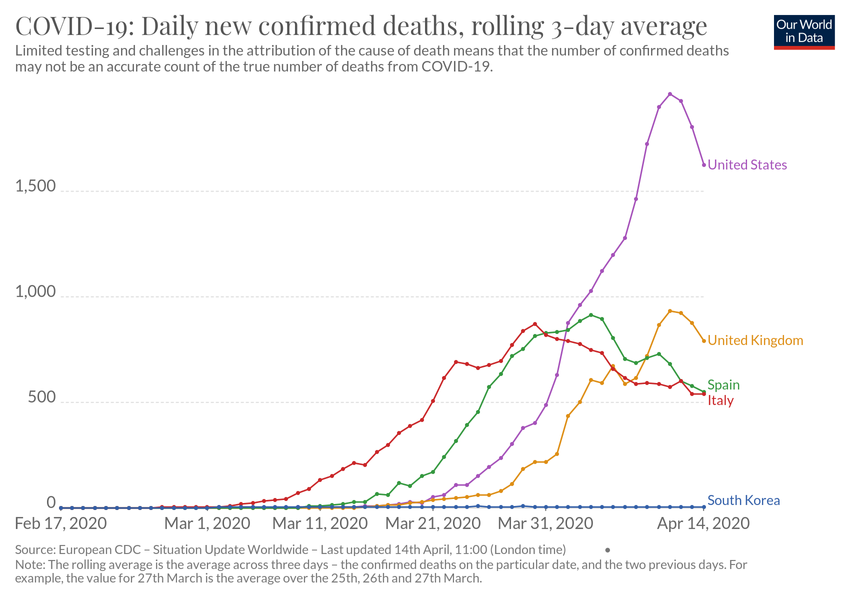 COVID-19: Daily new confirmed deaths, rolling 3-day average
Our World
in Data
Limited testing and challenges in the attribution of the cause of death means that the number of confirmed deaths
may not be an accurate count of the true number of deaths from COVID-19.
United States
1,500
1,000
United Kingdom
500
Spain
Italy
0
South Korea
Feb 17, 2020
Mar 1, 2020
Mar 11, 2020
Mar 21, 2020
Mar 31, 2020
Apr 14, 2020
Source: European CDC – Situation Update Worldwide – Last updated 14th April, 11:00 (London time) •
Note: The rolling average is the average across three days – the confirmed deaths on the particular date, and the two previous days. For
example, the value for 27th March is the average over the 25th, 26th and 27th March.